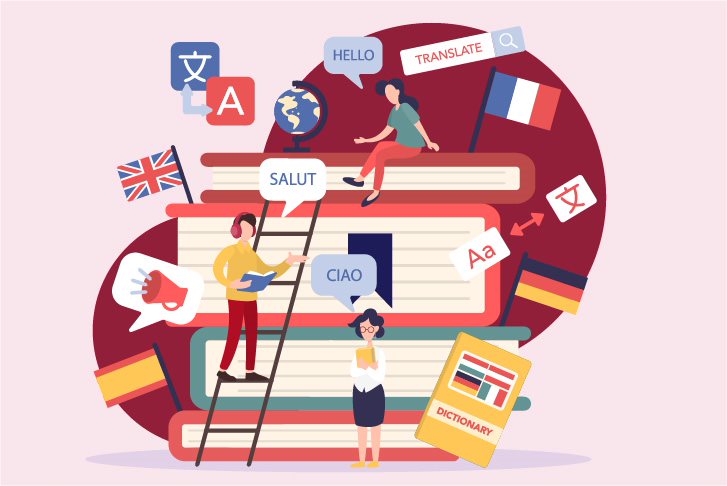 HELLO
TRANSLATE
文
A
SALUT
文
Aa
CIAO
DICTIONARY